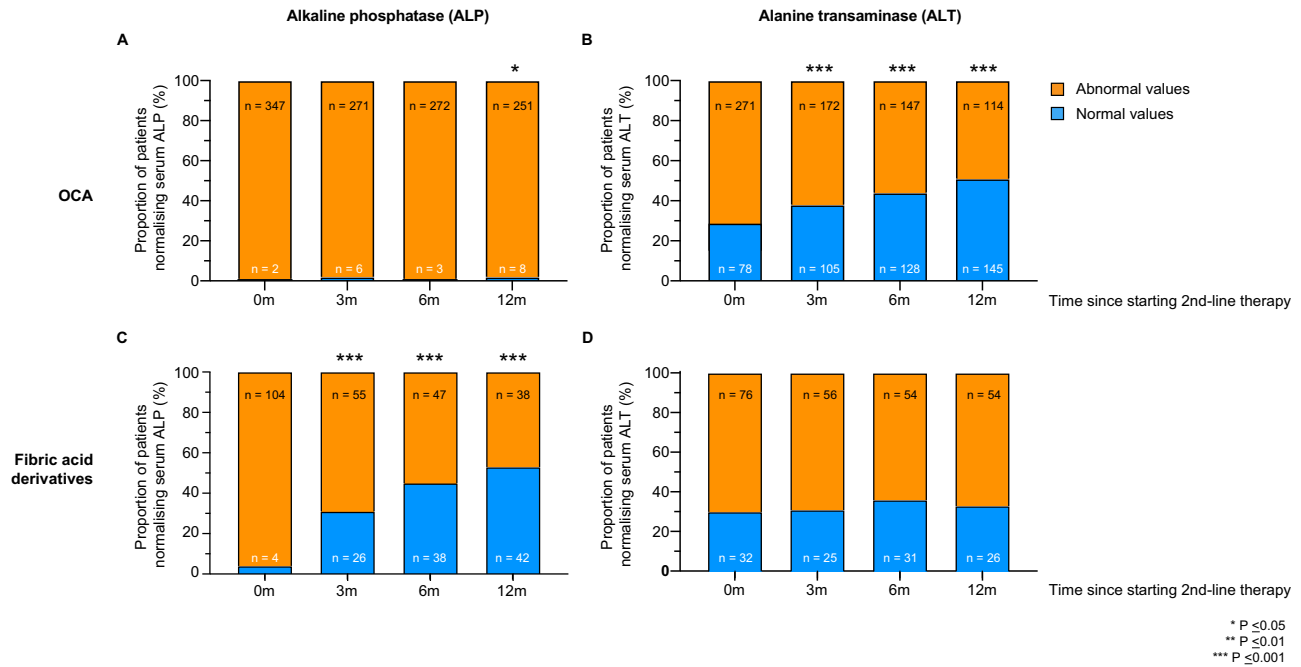 Alkaline phosphatase (ALP)
Alanine transaminase (ALT)
A
B
OCA
Proportion of patients
normalising serum ALP (%)
100
80
60
40
20
0
*
n = 347
n = 271
n = 272
n = 251
n = 2
n = 6
n = 3
n = 8
0m
3m
6m
12m
Proportion of patients
normalising serum ALT (%)
100
80
60
40
20
0
***
***
***
n = 271
n = 172
n = 147
n = 114
n = 78
n = 105
n = 128
n = 145
0m
3m
6m
12m
Abnormal values
Normal values
Time since starting 2nd-line therapy
C
D
Fibric acid
derivatives
Proportion of patients
normalising serum ALP (%)
100
80
60
40
20
0
***
***
***
n = 104
n = 55
n = 47
n = 38
n = 4
n = 26
n = 38
n = 42
0m
3m
6m
12m
Proportion of patients
normalising serum ALT (%)
100
80
60
40
20
0
n = 76
n = 56
n = 54
n = 54
n = 32
n = 25
n = 31
n = 26
0m
3m
6m
12m
Time since starting 2nd-line therapy
* P ≤0.05
** P ≤0.01
*** P ≤0.001